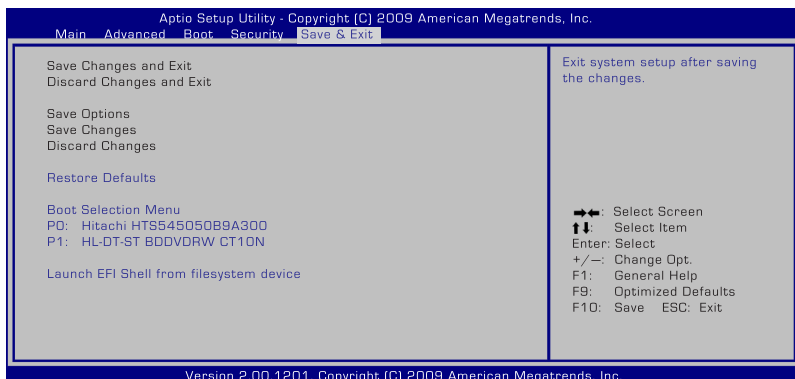 Aptio Setup Utility - Copyright (C) 2009 American Megatrends, Inc.
Main Advanced Boot Security Save & Exit
Save Changes and Exit
Discard Changes and Exit
Save Options
Save Changes
Discard Changes
Restore Defaults
Boot Selection Menu
P0: Hitachi HTS545050B9A300
P1: HL-DT-ST BDDVDRW CT10N
Launch EFI Shell from filesystem device
Exit system setup after saving
the changes.
→←: Select Screen
↑↓: Select Item
Enter: Select
+/—: Change Opt.
F1: General Help
F9: Optimized Defaults
F10: Save ESC: Exit
Version 2.00.1201. Copyright (C) 2009 American Megatrends, Inc.